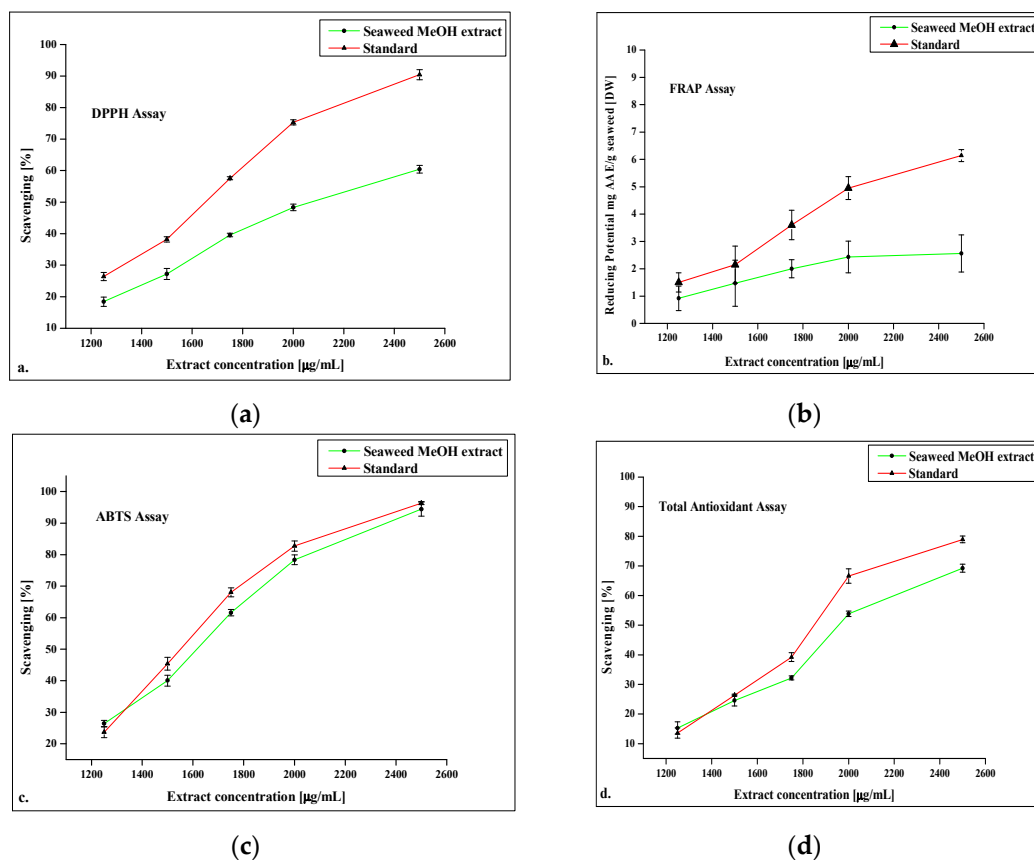 Seaweed MeOH extract
Standard
DPPH Assay
Scavenging [%]
100
90
80
70
60
50
40
30
20
10
1200 1400 1600 1800 2000 2200 2400 2600
Extract concentration [µg/mL]
a.
(a)
Seaweed MeOH extract
Standard
FRAP Assay
Reducing Potential mg AAE/g seaweed [DW]
10
9
8
7
6
5
4
3
2
1
0
1200 1400 1600 1800 2000 2200 2400 2600
Extract concentration [µg/mL]
b.
(b)
Seaweed MeOH extract
Standard
ABTS Assay
Scavenging [%]
100
90
80
70
60
50
40
30
20
1200 1400 1600 1800 2000 2200 2400 2600
Extract concentration [µg/mL]
c.
(c)
Seaweed MeOH extract
Standard
Total Antioxidant Assay
Scavenging [%]
100
90
80
70
60
50
40
30
20
10
1200 1400 1600 1800 2000 2200 2400 2600
Extract concentration [µg/mL]
d.
(d)